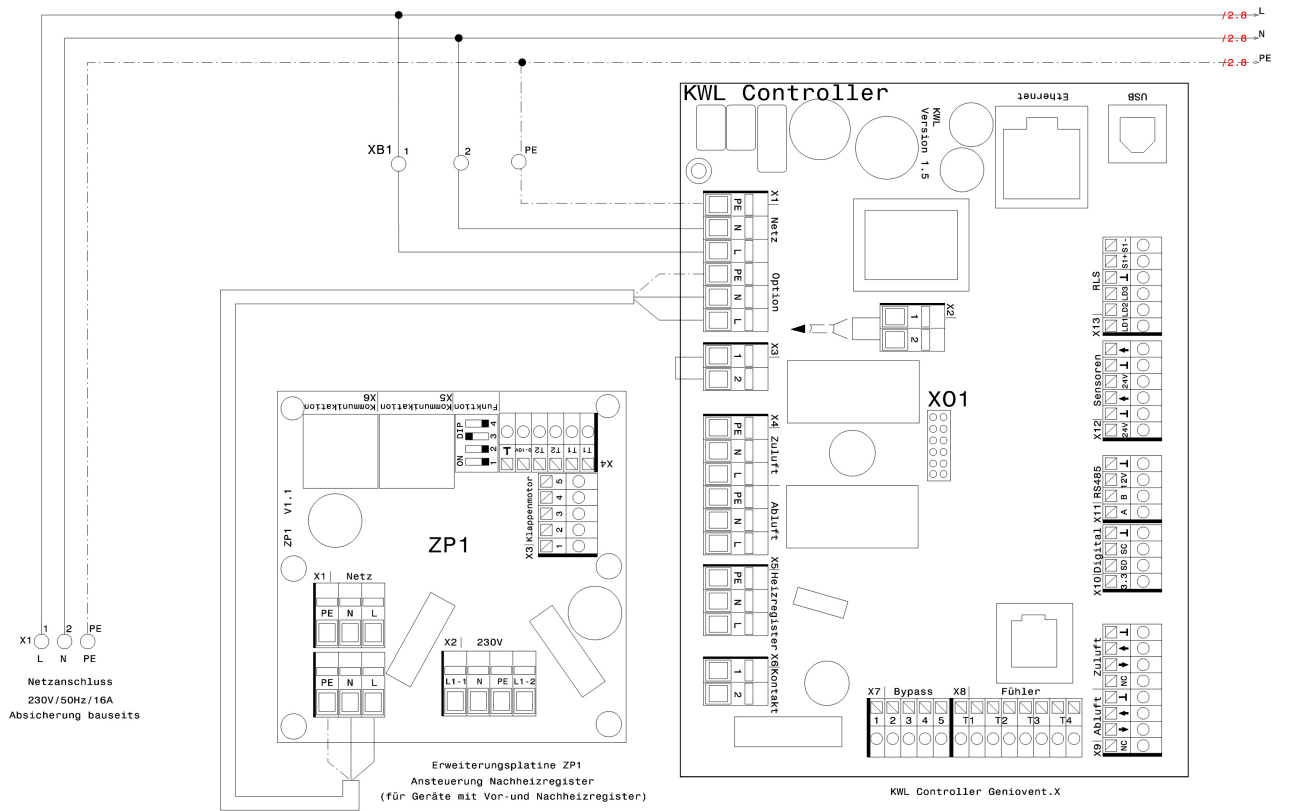 /2.8 L
/2.8 N
/2.8 PE
KWL Controller
KWL
Version 1.5
Ethernet
USB
XB1 1 2 PE
X1 Netz Option
PE
N
L
PE
N
L
X2
1
2
X3
1
2
X4 Zuluft Abluft
PE
N
L
PE
N
L
X5 Heizregister
PE
N
L
X6 Kontakt
1
2
XO1
X13 RLS
S1-
S1+
⊥
LD3
LD2
LD1
X12 Sensoren
⊥
24V
⊥
24V
X11 RS485
⊥
12V
B
A
X10 Digital
⊥
SC
SD
3.3
Zuluft
⊥
NC
X9 Abluft
⊥
NC
X7 Bypass
1 2 3 4 5
X8 Fühler
T1 T2 T3 T4
KWL Controller Geniovent.X
X6
Kommunikation
X5
Kommunikation
Funktion
ON DIP
1 2 3 4
X4
⊥ 0-10V T2 T2 T1 T1
X3 Klappenmotor
5
4
3
2
1
ZP1 V1.1
ZP1
X1 Netz
PE N L
PE N L
X2 230V
L1-1 N PE L1-2
X1 1 2 PE
L N PE
Netzanschluss
230V/50Hz/16A
Absicherung bauseits
Erweiterungsplatine ZP1
Ansteuerung Nachheizregister
(für Geräte mit Vor-und Nachheizregister)